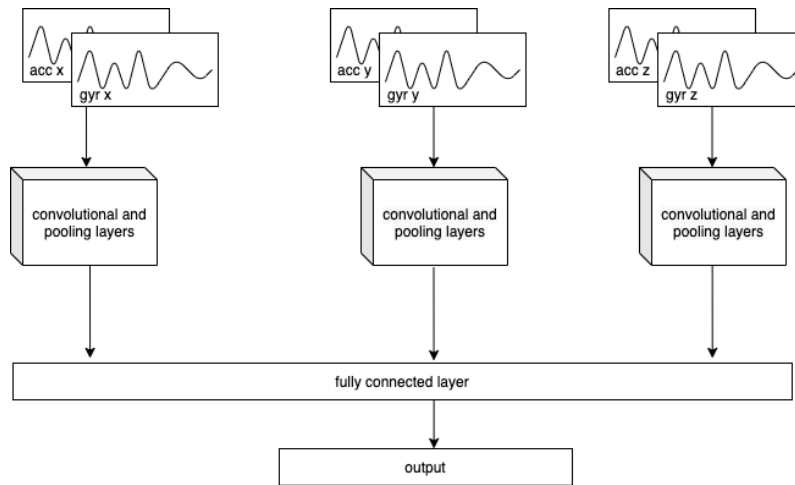 acc x
gyr x
acc y
gyr y
acc z
gyr z
convolutional and
pooling layers
convolutional and
pooling layers
convolutional and
pooling layers
fully connected layer
output